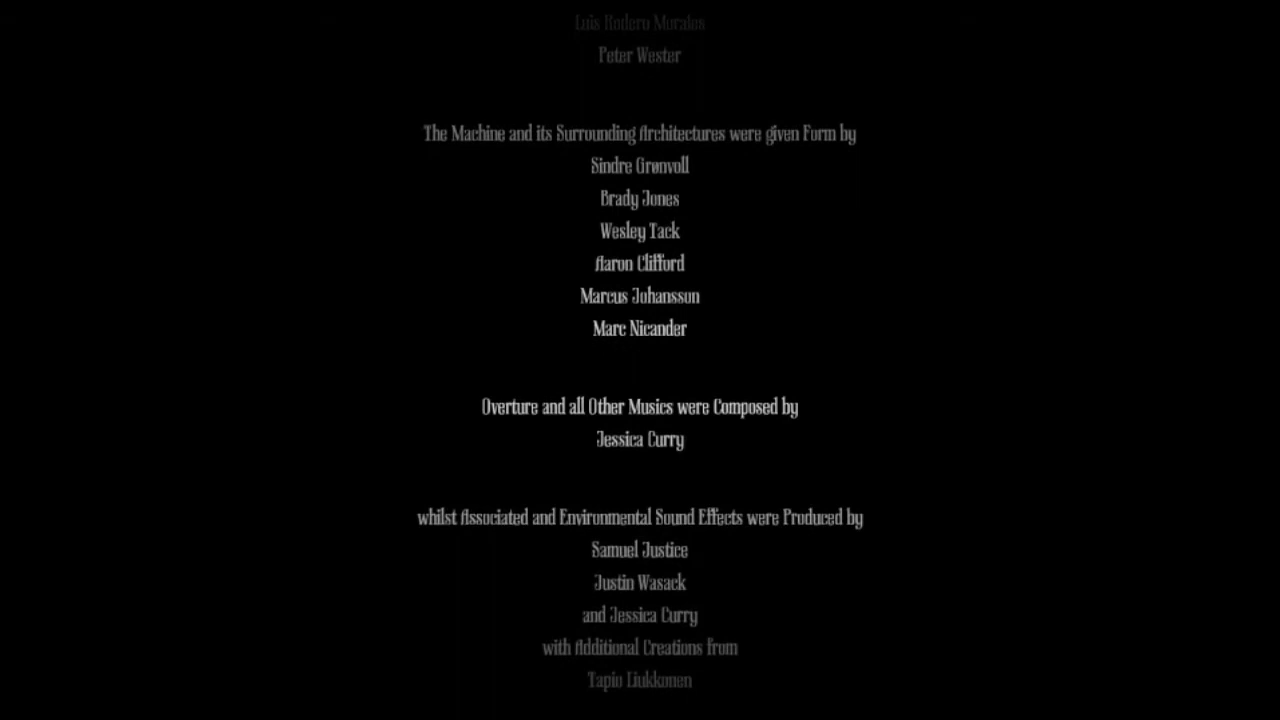 Luis Rodero Morales
Peter Wester
The Machine and its Surrounding Architectures were given Form by
Sindre Grønvoll
Brady Jones
Wesley Tack
Aaron Clifford
Marcus Johansson
Marc Nicander
Overture and all Other Musics were Composed by
Jessica Curry
whilst Associated and Environmental Sound Effects were Produced by
Samuel Justice
Justin Wasack
and Jessica Curry
with Additional Creations from
Tapio Liukkonen